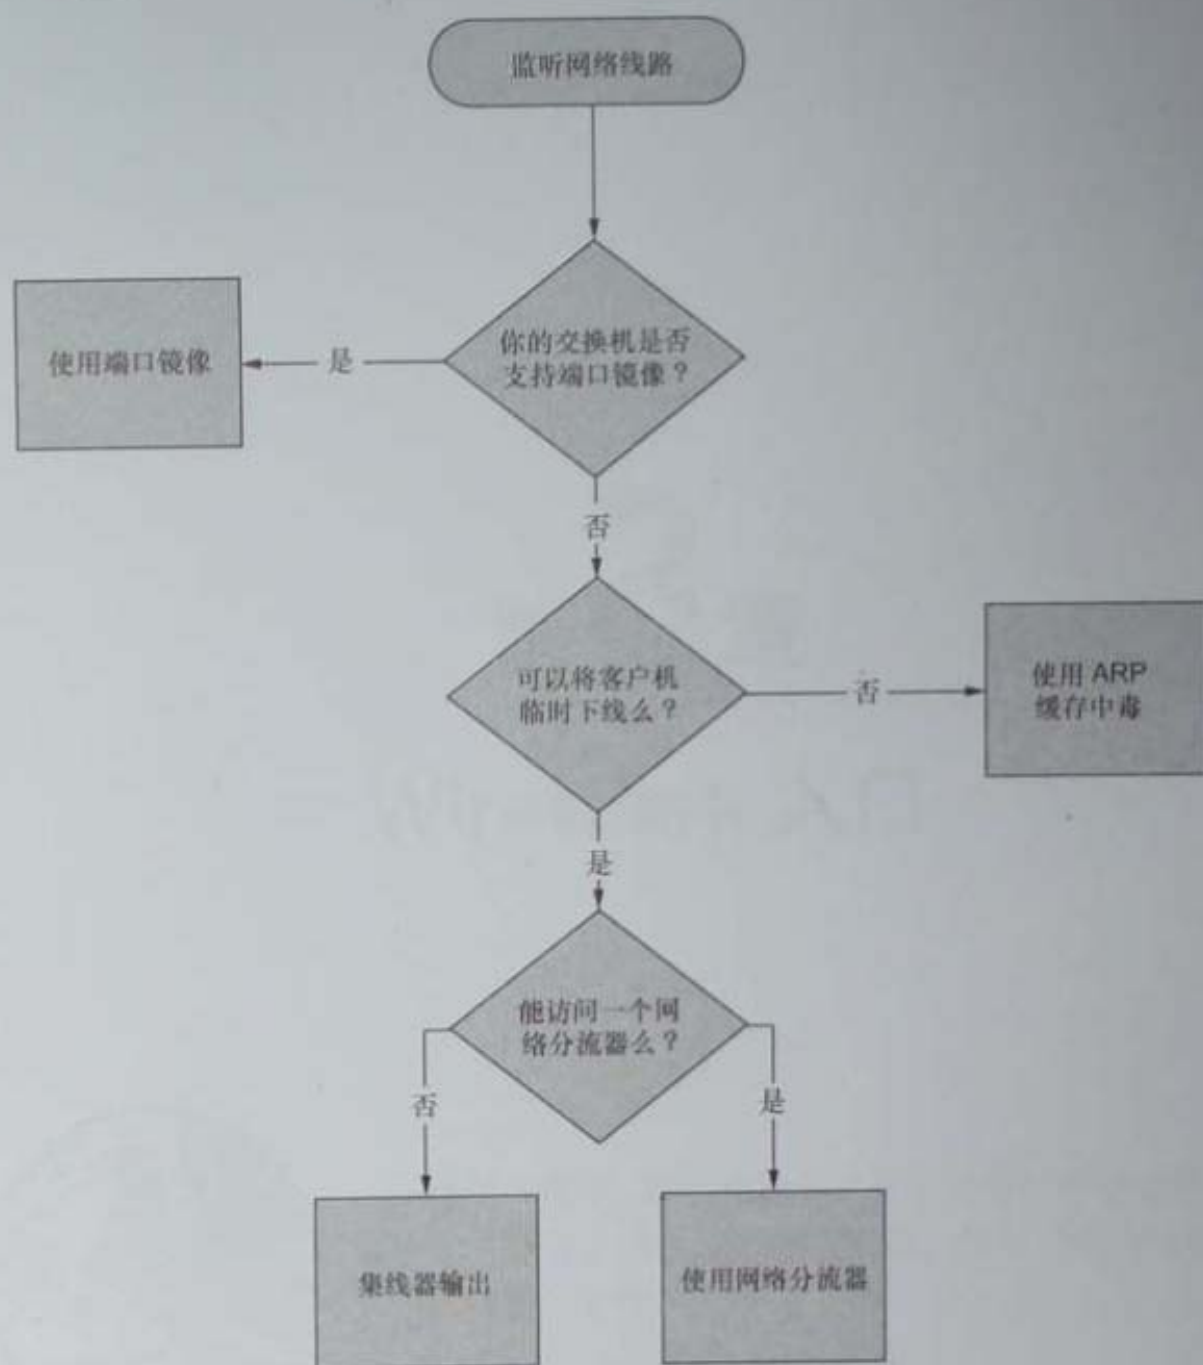 监听网络线路
你的交换机是否
支持端口镜像？
是
使用端口镜像
否
可以将客户机
临时下线么？
否
使用 ARP
缓存中毒
是
能访问一个网
络分流器么？
否
是
集线器输出
使用网络分流器